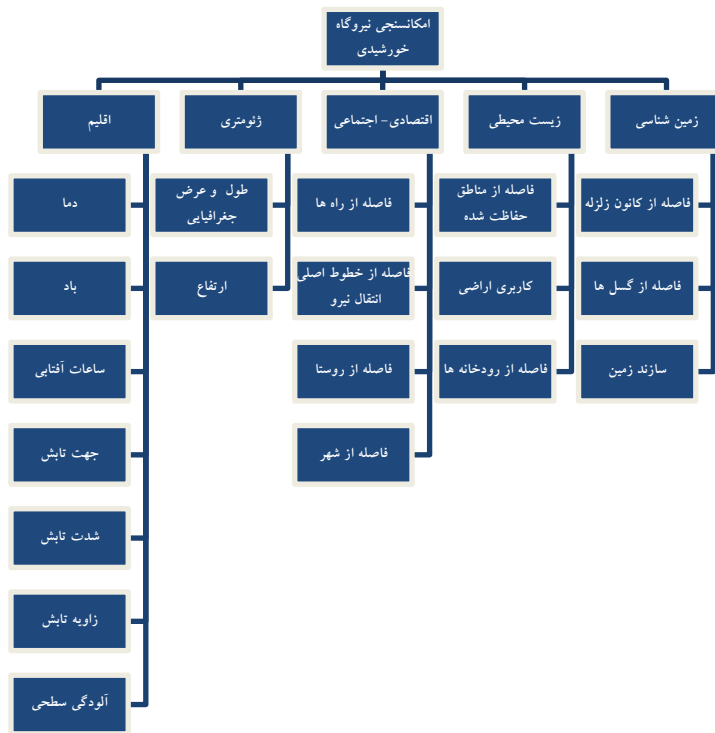 امکانسنجی نیروگاه
خورشیدی
زمین شناسی
فاصله از کانون زلزله
فاصله از گسل ها
سازند زمین
زیست محیطی
فاصله از مناطق
حفاظت شده
کاربری اراضی
فاصله از رودخانه ها
اقتصادی- اجتماعی
فاصله از راه ها
فاصله از خطوط اصلی
انتقال نیرو
فاصله از روستا
فاصله از شهر
ژئومتری
طول و عرض
جغرافیایی
ارتفاع
اقلیم
دما
باد
ساعات آفتابی
جهت تابش
شدت تابش
زاویه تابش
آلودگی سطحی